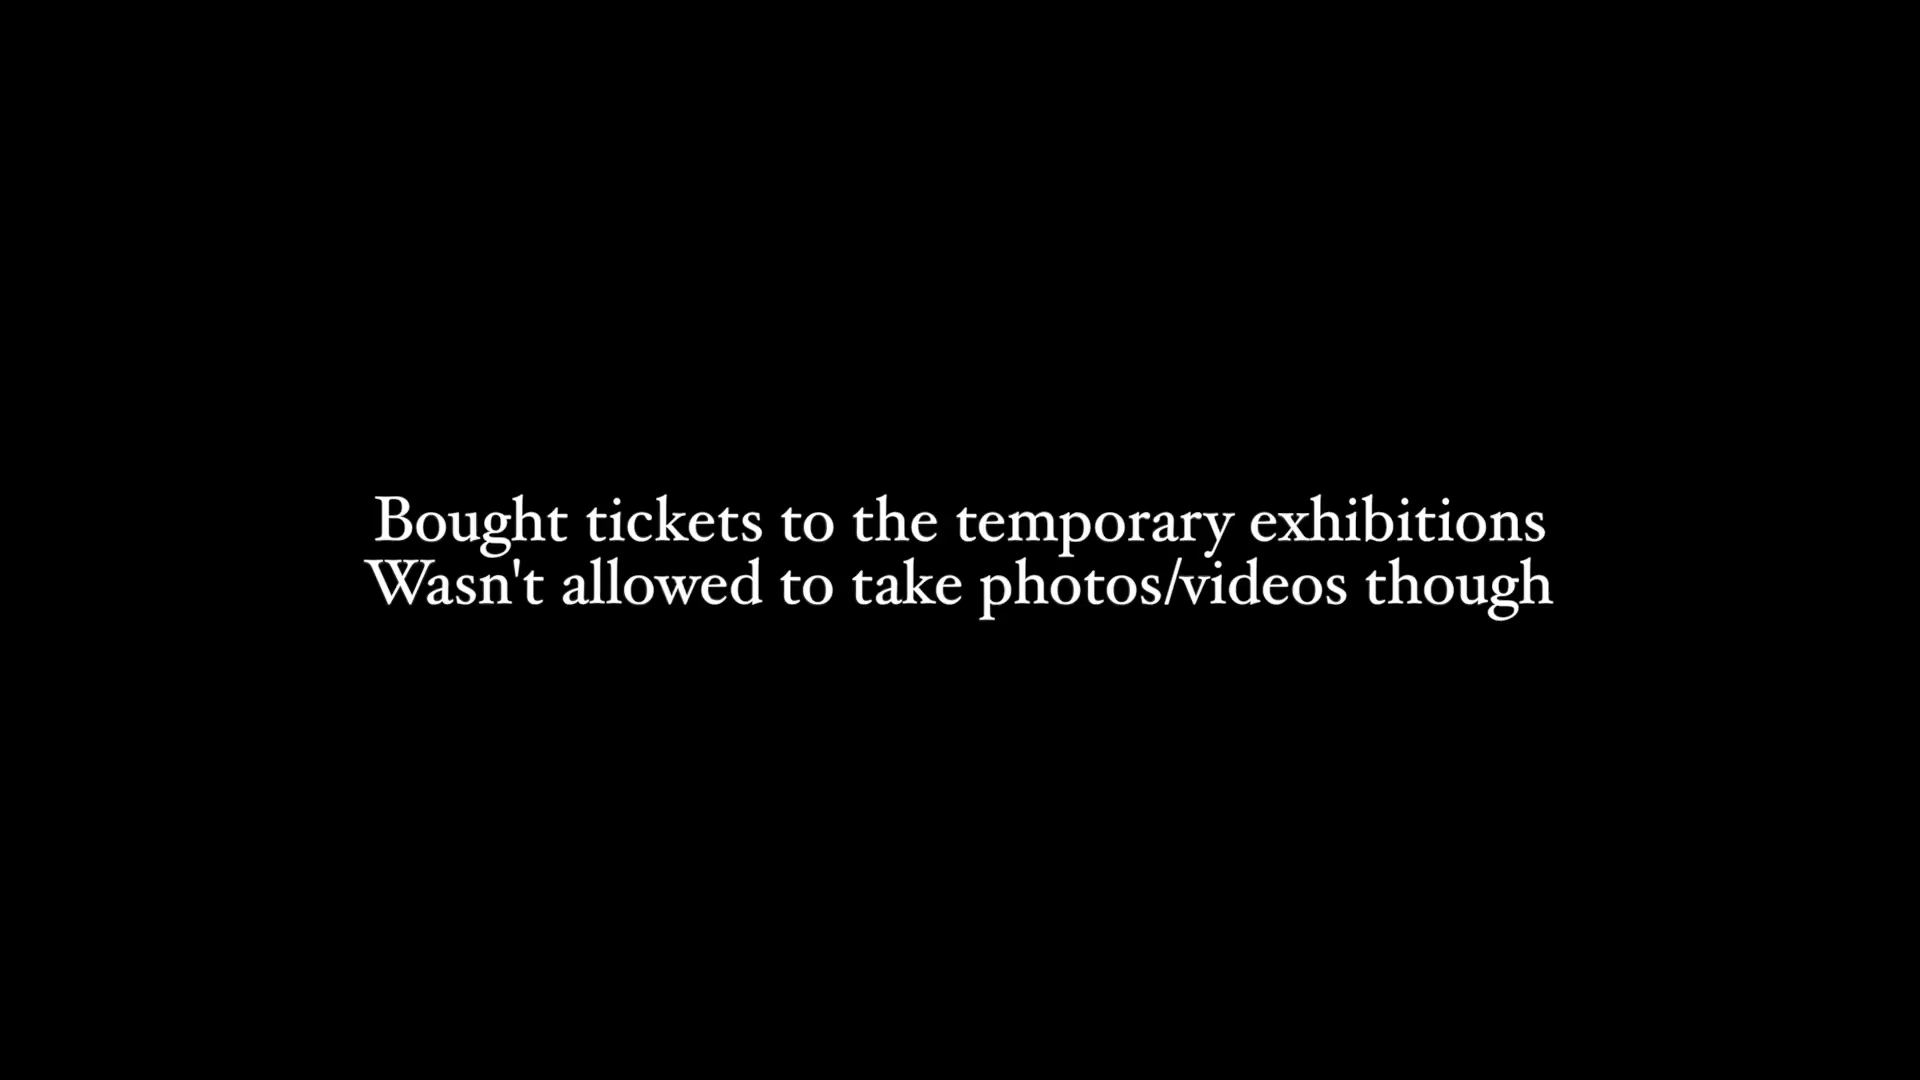 Bought tickets to the temporary exhibitions
Wasn't allowed to take photos/videos though